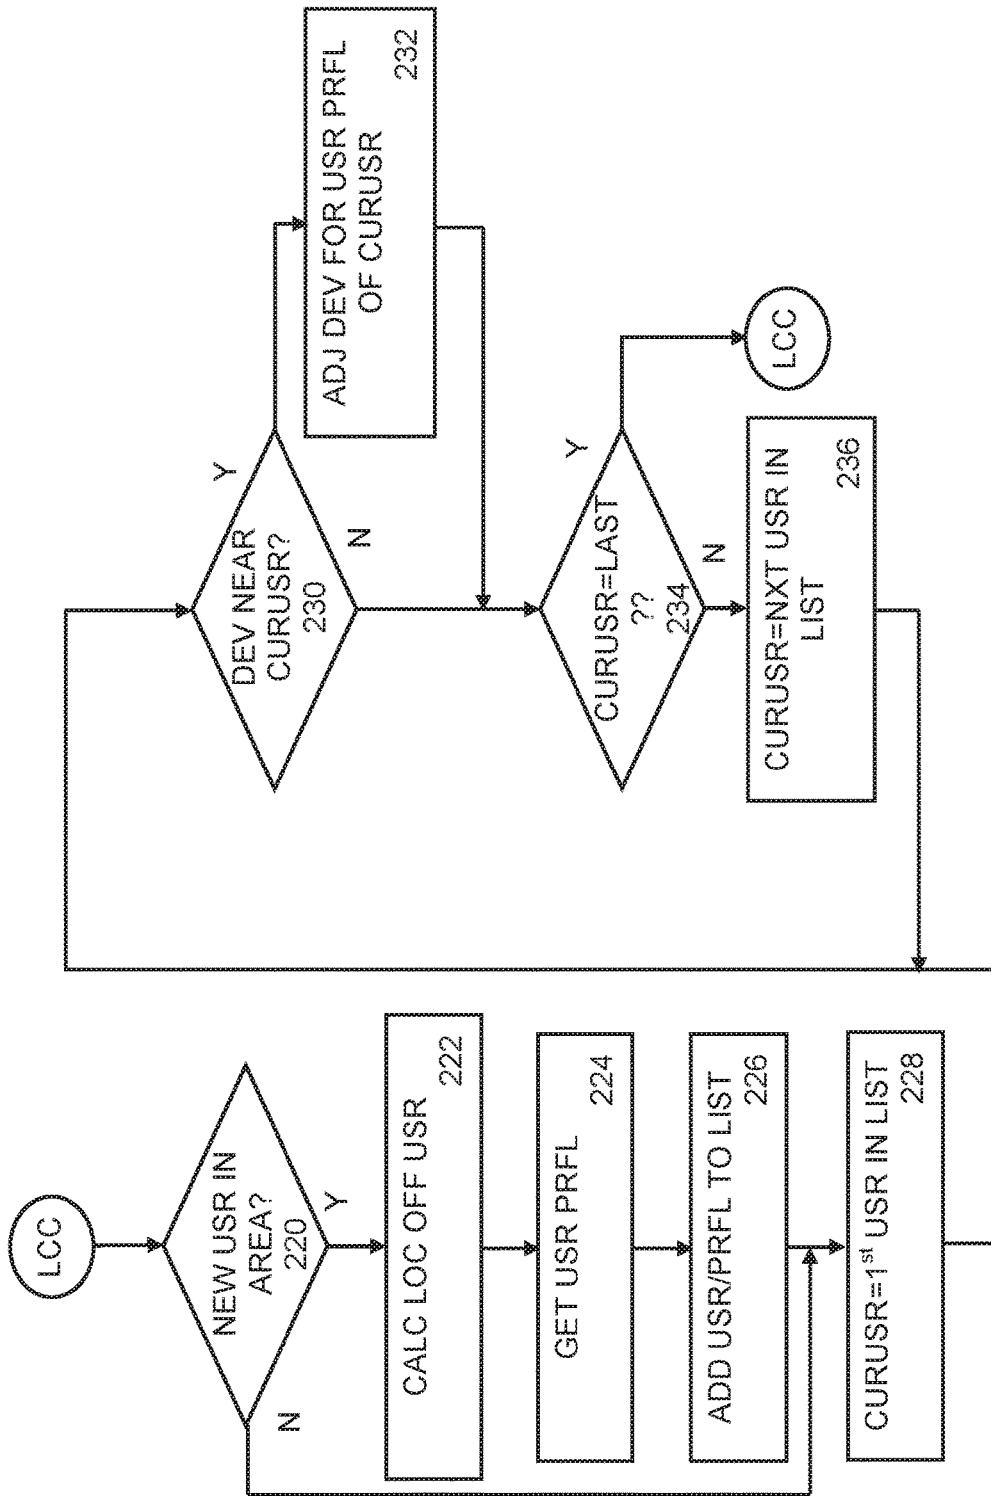 LCC
NEW USR IN
AREA?
220
N
Y
CALC LOC OFF USR
222
GET USR PRFL
224
ADD USR/PRFL TO LIST
226
CURUSR=1st USR IN LIST
228
DEV NEAR
CURUSR?
230
Y
N
ADJ DEV FOR USR PRFL
OF CURUSR
232
CURUSR=LAST
??
234
Y
N
LCC
CURUSR=NXT USR IN
LIST
236